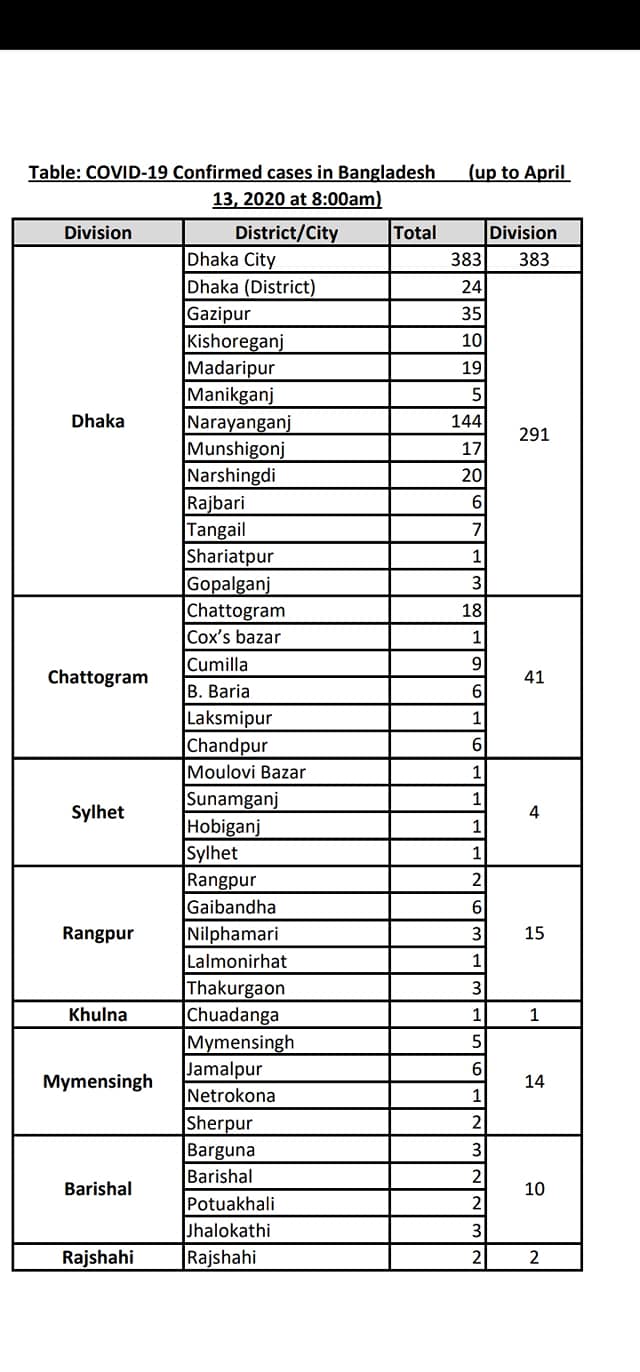 Table: COVID-19 Confirmed cases in Bangladesh (up to April
13, 2020 at 8:00am)
Division District/City Total Division
Dhaka City 383 383
Dhaka (District) 24
Gazipur 35
Kishoreganj 10
Madaripur 19
Manikganj 5
Dhaka Narayanganj 144 291
Munshigonj 17
Narshingdi 20
Rajbari 6
Tangail 7
Shariatpur 1
Gopalganj 3
Chattogram 18
Cox's bazar 1
Cumilla 9
Chattogram B. Baria 6 41
Laksmipur 1
Chandpur 6
Moulovi Bazar 1
Sylhet Sunamganj 1 4
Hobiganj 1
Sylhet 1
Rangpur 2
Gaibandha 6
Rangpur Nilphamari 3 15
Lalmonirhat 1
Thakurgaon 3
Khulna Chuadanga 1 1
Mymensingh 5
Mymensingh Jamalpur 6 14
Netrokona 1
Sherpur 2
Barguna 3
Barishal Barishal 2 10
Potuakhali 2
Jhalokathi 3
Rajshahi Rajshahi 2 2